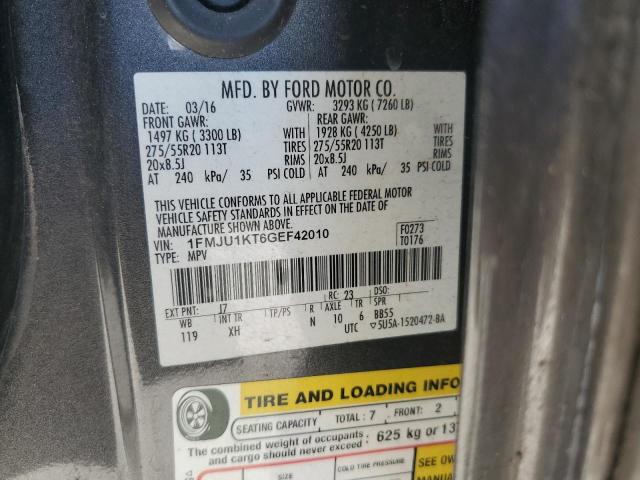 MFD. BY FORD MOTOR CO.
DATE: 03/16 GVWR: 3293 KG ( 7260 LB)
FRONT GAWR: REAR GAWR:
1497 KG ( 3300 LB) WITH 1928 KG ( 4250 LB) WITH
275/55R20 113T TIRES 275/55R20 113T TIRES
20x8.5J RIMS 20x8.5J RIMS
AT 240 kPa/ 35 PSI COLD AT 240 kPa/ 35 PSI COLD
THIS VEHICLE CONFORMS TO ALL APPLICABLE FEDERAL MOTOR
VEHICLE SAFETY STANDARDS IN EFFECT ON THE DATE OF
MANUFACTURE SHOWN ABOVE.
VIN: 1FMJU1KT6GEF42010 F0273
TYPE: MPV T0176
EXT PNT: J7 RC: 23 DSO:
WB INT TR TP/PS R AXLE TR SPR
119 XH N 10 6 BB55
UTC ▽5U5A-1520472-BA
TIRE AND LOADING INFO
SEATING CAPACITY TOTAL : 7 FRONT: 2
The combined weight of occupants
and cargo should never exceed : 625 kg or 13
SIZE COLD TIRE PRESSURE SEE OW